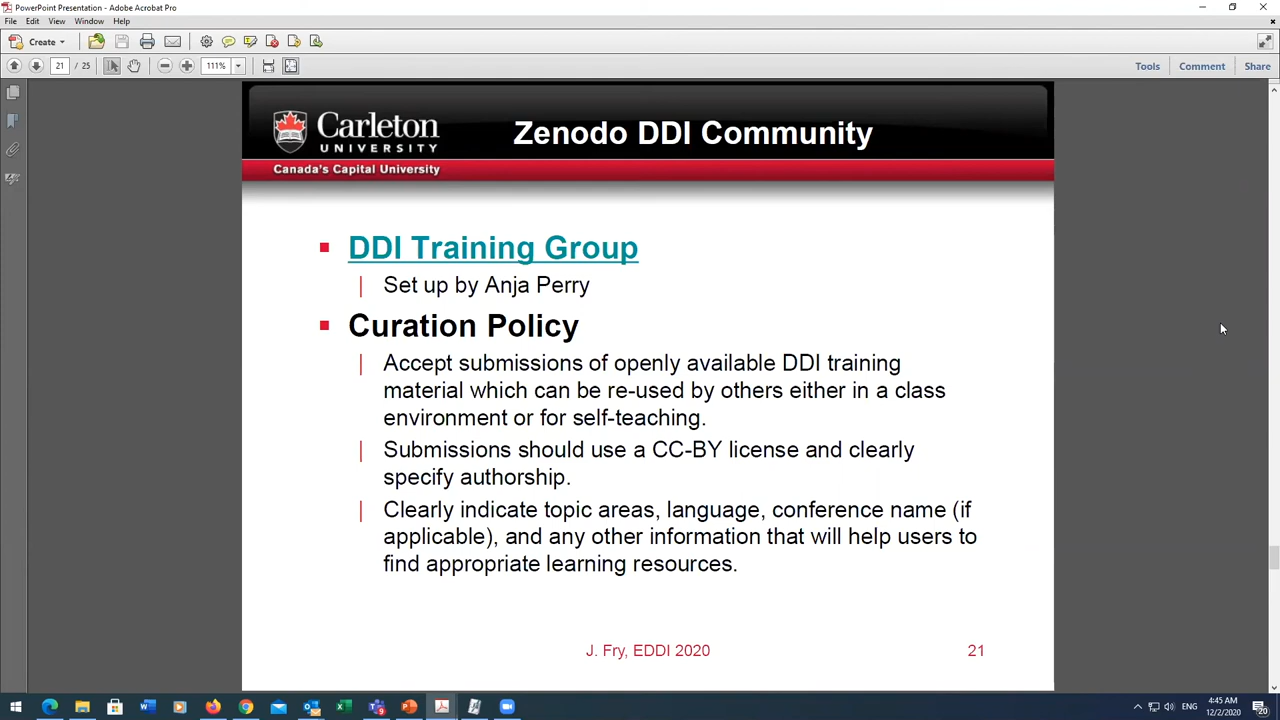 PowerPoint Presentation - Adobe Acrobat Pro
File Edit View Window Help
Create
21 / 25 111% Tools Comment Share
Carleton
UNIVERSITY
Canada's Capital University
Zenodo DDI Community
DDI Training Group
Set up by Anja Perry
Curation Policy
Accept submissions of openly available DDI training
material which can be re-used by others either in a class
environment or for self-teaching.
Submissions should use a CC-BY license and clearly
specify authorship.
Clearly indicate topic areas, language, conference name (if
applicable), and any other information that will help users to
find appropriate learning resources.
J. Fry, EDDI 2020 21
ENG
4:45 AM
12/2/2020
20